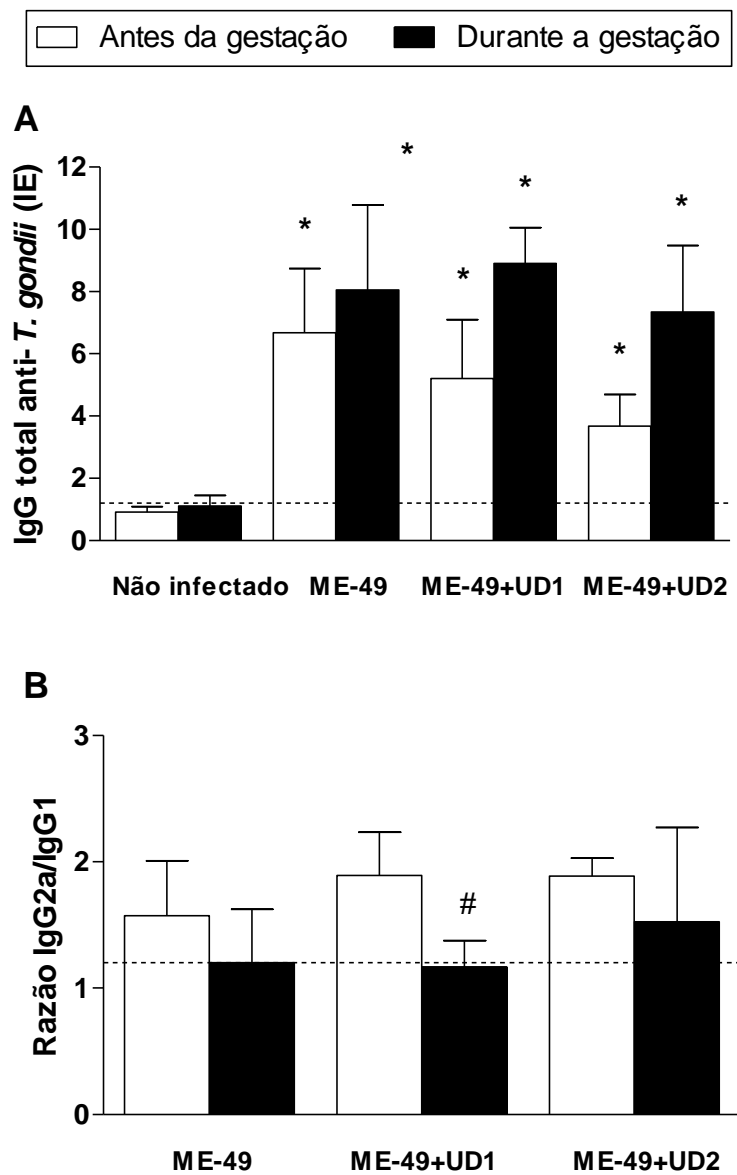 Antes da gestação Durante a gestação
A
IgG total anti- T. gondii (IE)
12
10
8
6
4
2
0
* * * * * *
Não infectado ME-49 ME-49+UD1 ME-49+UD2
B
Razão IgG2a/IgG1
3
2
1
0
#
ME-49 ME-49+UD1 ME-49+UD2